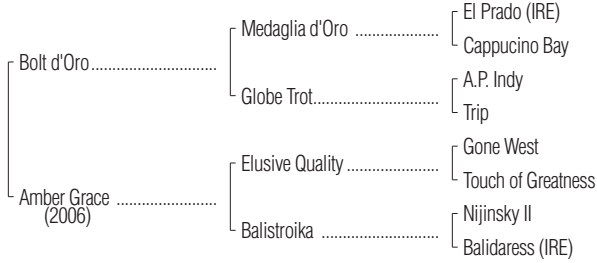 El Prado (IRE)
Medaglia d'Oro ..................
Cappucino Bay
Bolt d'Oro...........................
A.P. Indy
Globe Trot...........................
Trip
Gone West
Elusive Quality ....................
Touch of Greatness
Amber Grace .....................
(2006)
Nijinsky II
Balistroika .........................
Balidaress (IRE)